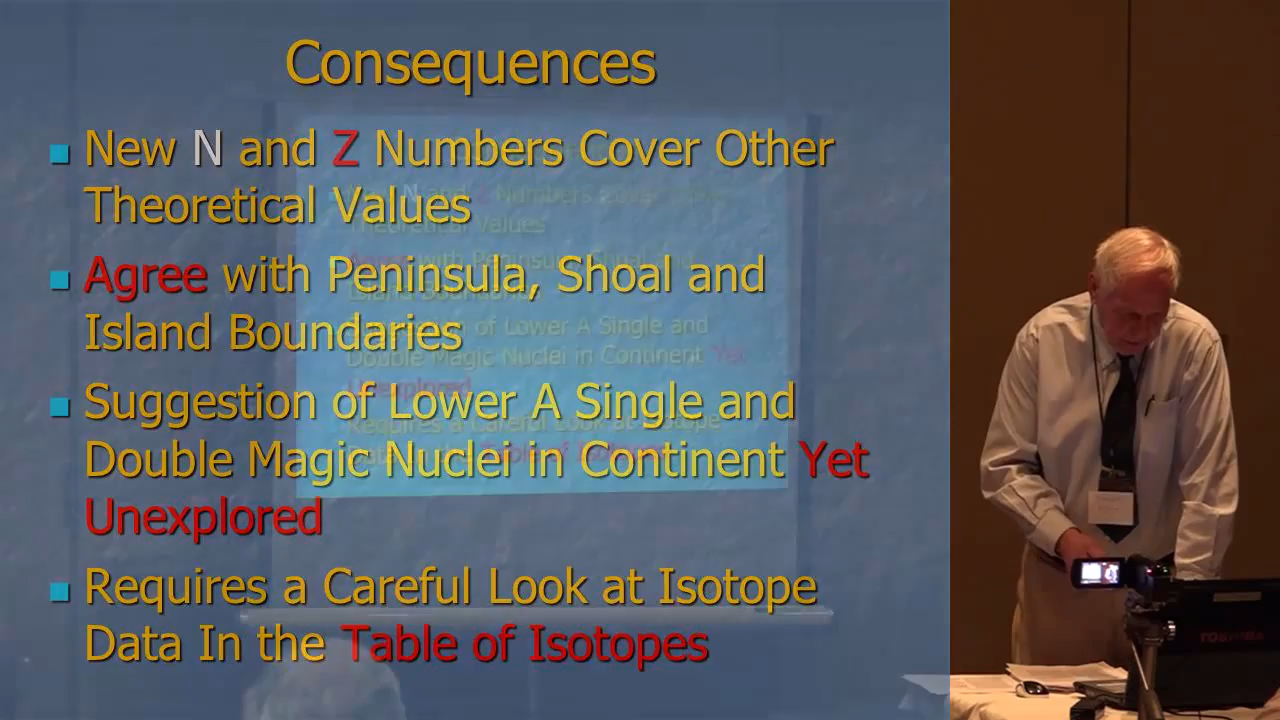 Consequences
New N and Z Numbers Cover Other
Theoretical Values
Agree with Peninsula, Shoal and
Island Boundaries
Suggestion of Lower A Single and
Double Magic Nuclei in Continent Yet
Unexplored
Requires a Careful Look at Isotope
Data In the Table of Isotopes
TOSHIBA